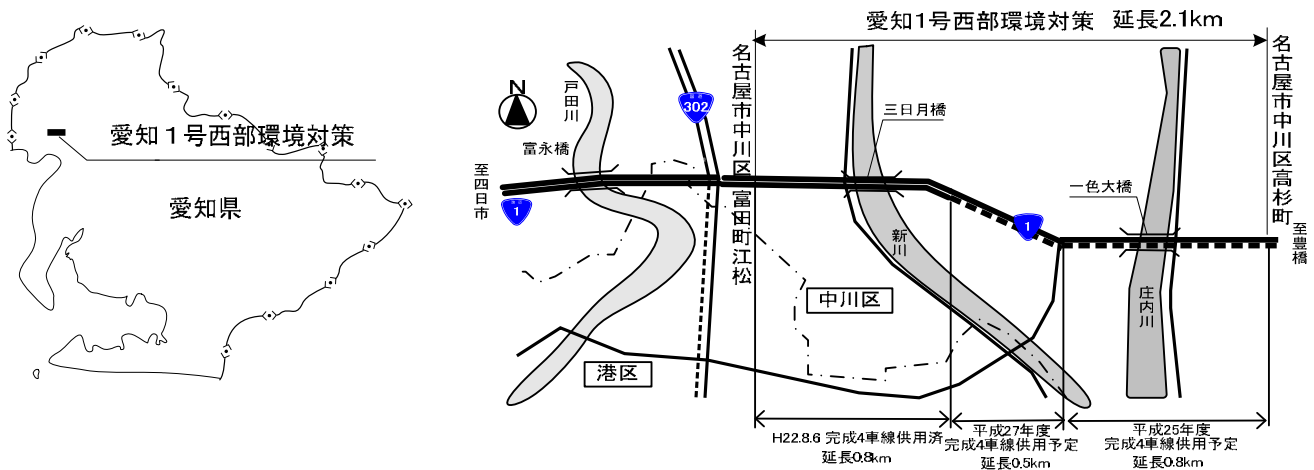 愛知1号西部環境対策
愛知県
愛知1号西部環境対策 延長2.1km
名古屋市中川区富田町江松
名古屋市中川区高杉町
N
戸田川
302
三日月橋
富永橋
至四日市
1
一色大橋
1
至豊橋
新川
庄内川
中川区
港区
H22.8.6 完成4車線供用済
延長0.8km
平成27年度
完成4車線供用予定
延長0.5km
平成25年度
完成4車線供用予定
延長0.8km